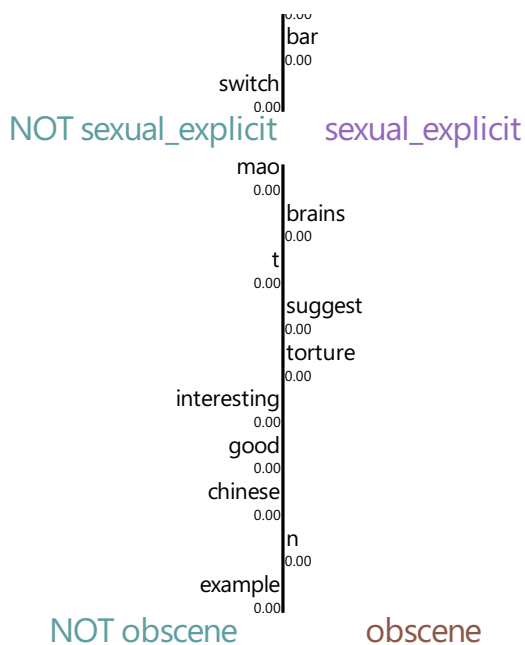 0.00
bar
0.00
switch
0.00
NOT sexual_explicit sexual_explicit
mao
0.00
brains
0.00
t
0.00
suggest
0.00
torture
0.00
interesting
0.00
good
0.00
chinese
0.00
n
0.00
example
0.00
NOT obscene obscene